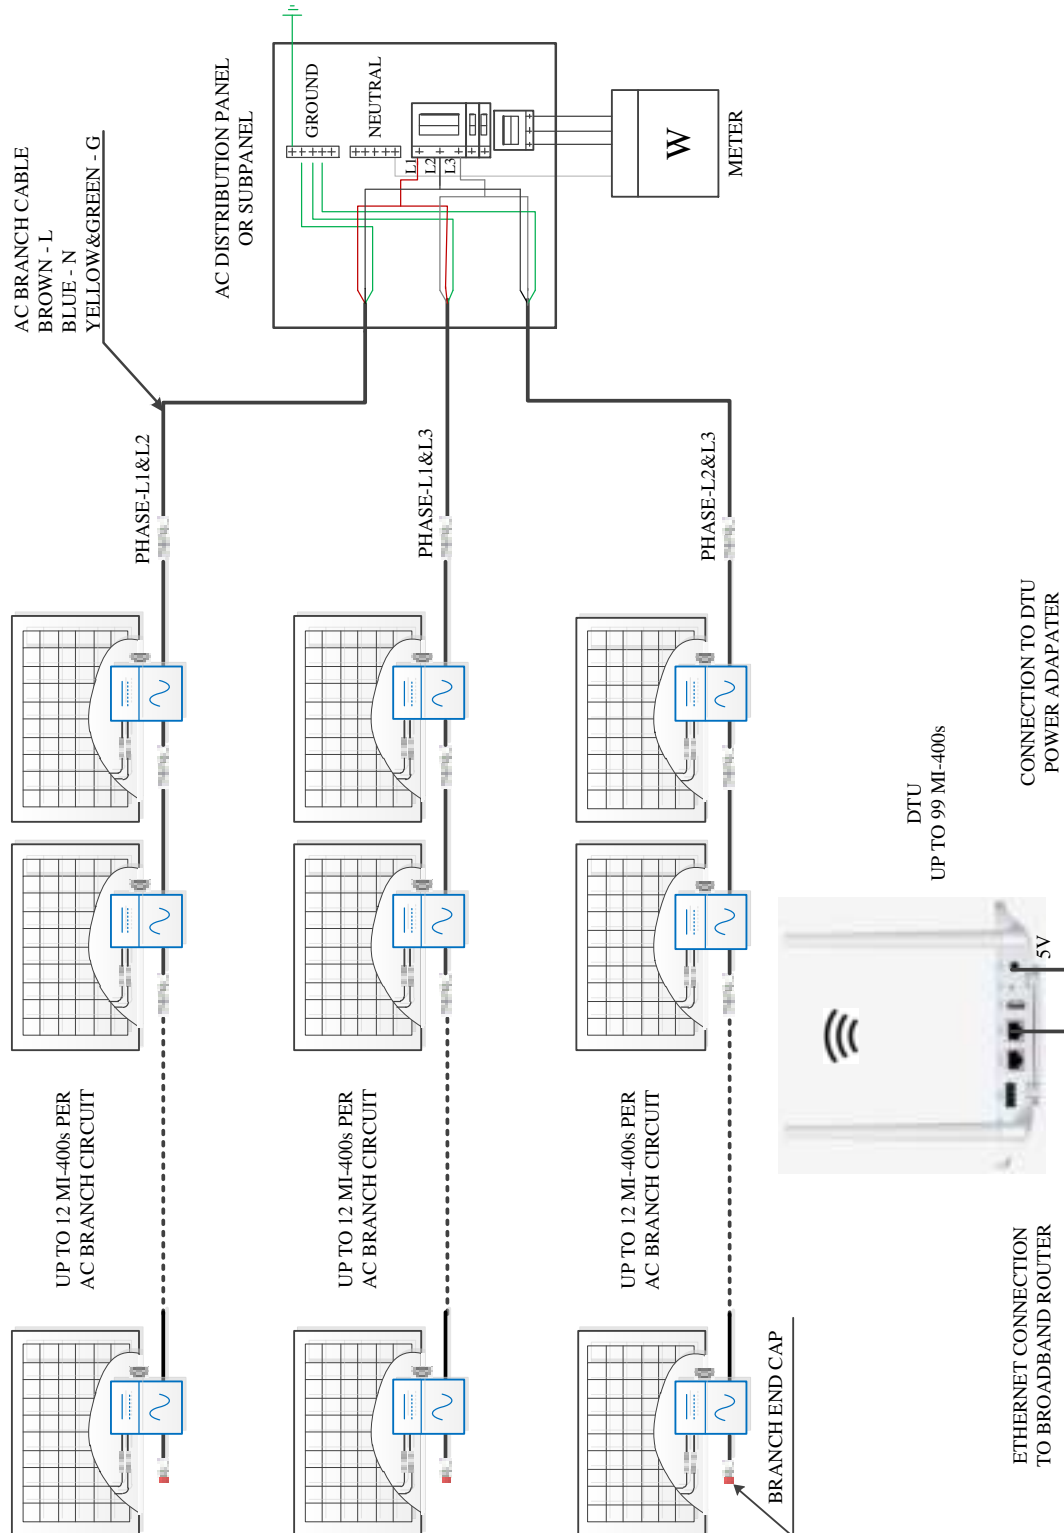 AC BRANCH CABLE
BROWN - L
BLUE - N
YELLOW&GREEN - G
AC DISTRIBUTION PANEL
OR SUBPANEL
GROUND
NEUTRAL
L1
L2
L3
W
METER
PHASE-L1&L2
PHASE-L1&L3
PHASE-L2&L3
UP TO 12 MI-400s PER
AC BRANCH CIRCUIT
UP TO 12 MI-400s PER
AC BRANCH CIRCUIT
UP TO 12 MI-400s PER
AC BRANCH CIRCUIT
BRANCH END CAP
DTU
UP TO 99 MI-400s
CONNECTION TO DTU
POWER ADAPATER
5V
ETHERNET CONNECTION
TO BROADBAND ROUTER